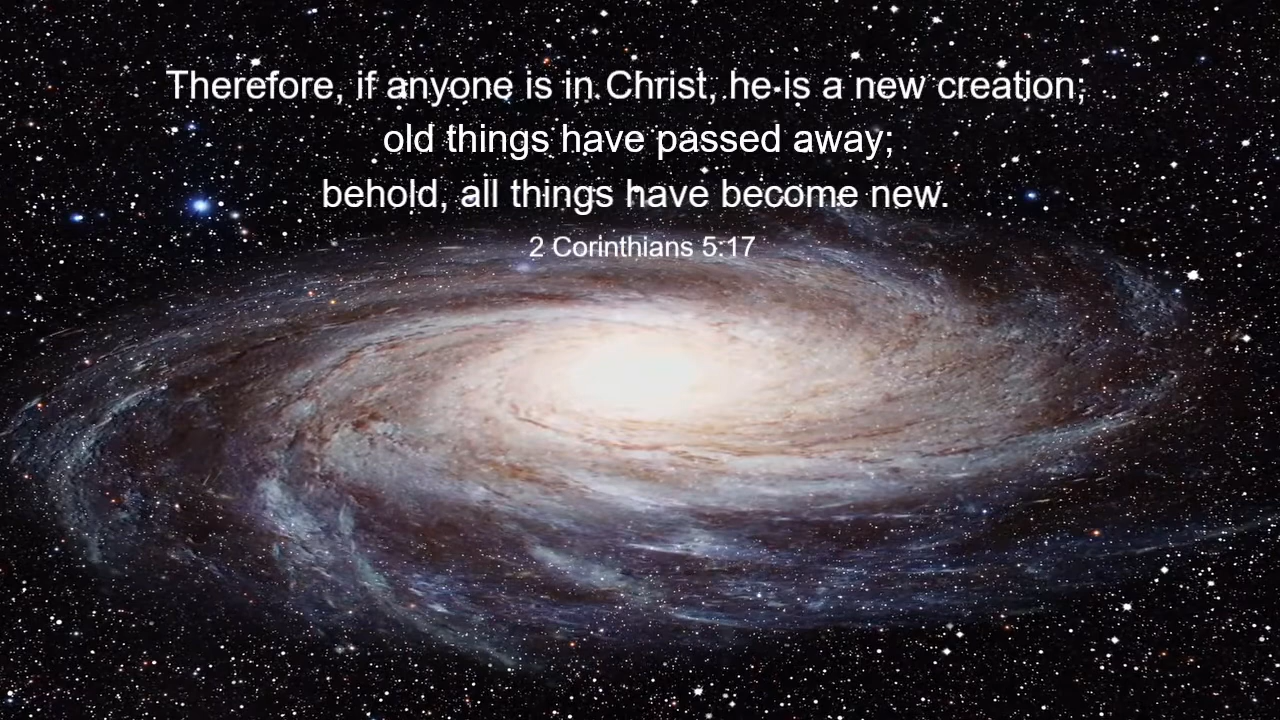 Therefore, if anyone is in Christ, he is a new creation;
old things have passed away;
behold, all things have become new.
2 Corinthians 5:17